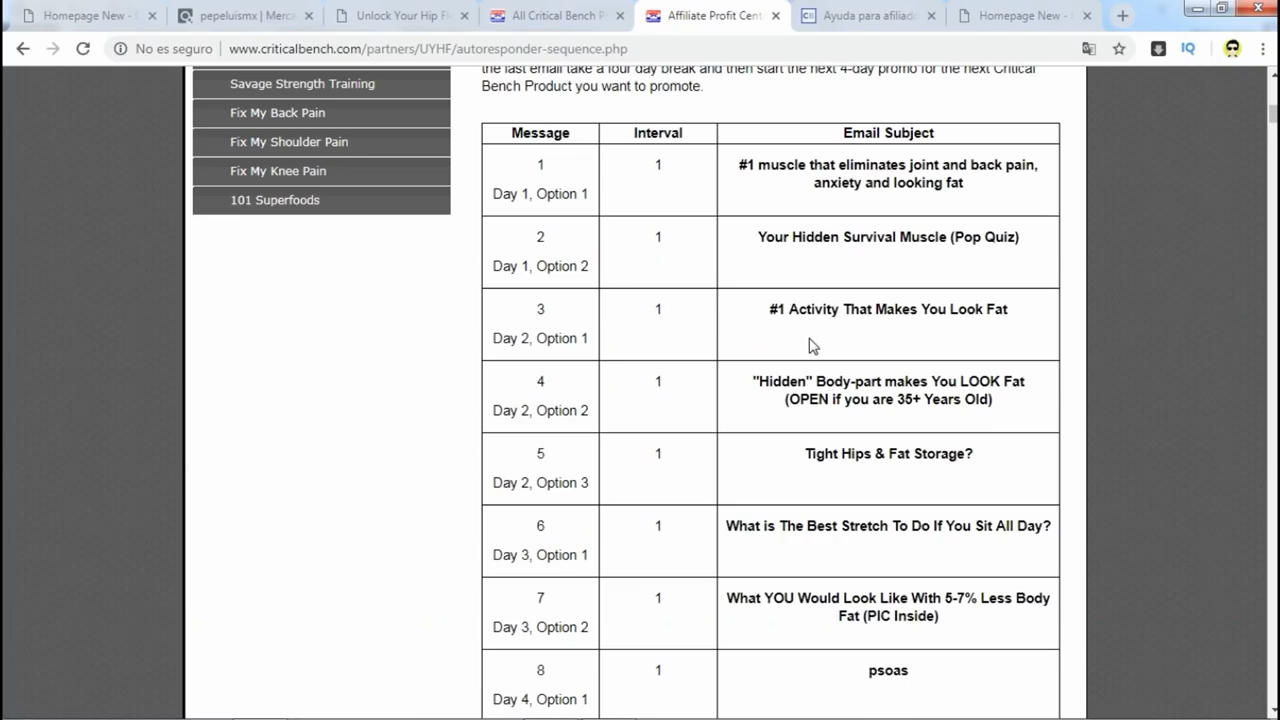 Homepage New - 
pepeluismx | Merca
Unlock Your Hip Fl
All Critical Bench P
Affiliate Profit Cent
Ayuda para afiliado
Homepage New -
No es seguro
www.criticalbench.com/partners/UYHF/autoresponder-sequence.php
IQ
Savage Strength Training
Fix My Back Pain
Fix My Shoulder Pain
Fix My Knee Pain
101 Superfoods
the last email take a four day break and then start the next 4-day promo for the next Critical
Bench Product you want to promote.
Message Interval Email Subject
1 1 #1 muscle that eliminates joint and back pain,
anxiety and looking fat
Day 1, Option 1
2 1 Your Hidden Survival Muscle (Pop Quiz)
Day 1, Option 2
3 1 #1 Activity That Makes You Look Fat
Day 2, Option 1
4 1 "Hidden" Body-part makes You LOOK Fat
(OPEN if you are 35+ Years Old)
Day 2, Option 2
5 1 Tight Hips & Fat Storage?
Day 2, Option 3
6 1 What is The Best Stretch To Do If You Sit All Day?
Day 3, Option 1
7 1 What YOU Would Look Like With 5-7% Less Body
Fat (PIC Inside)
Day 3, Option 2
8 1 psoas
Day 4, Option 1